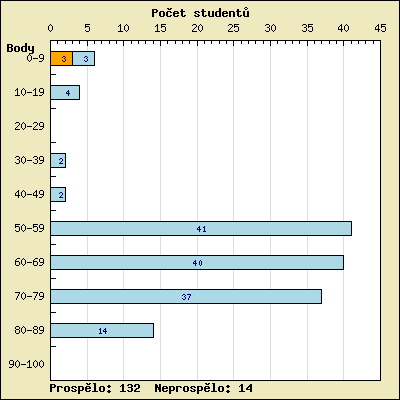 Počet studentů
0 5 10 15 20 25 30 35 40 45
Body
0-9 3 3
10-19 4
20-29
30-39 2
40-49 2
50-59 41
60-69 40
70-79 37
80-89 14
90-100
Prospělo: 132 Neprospělo: 14